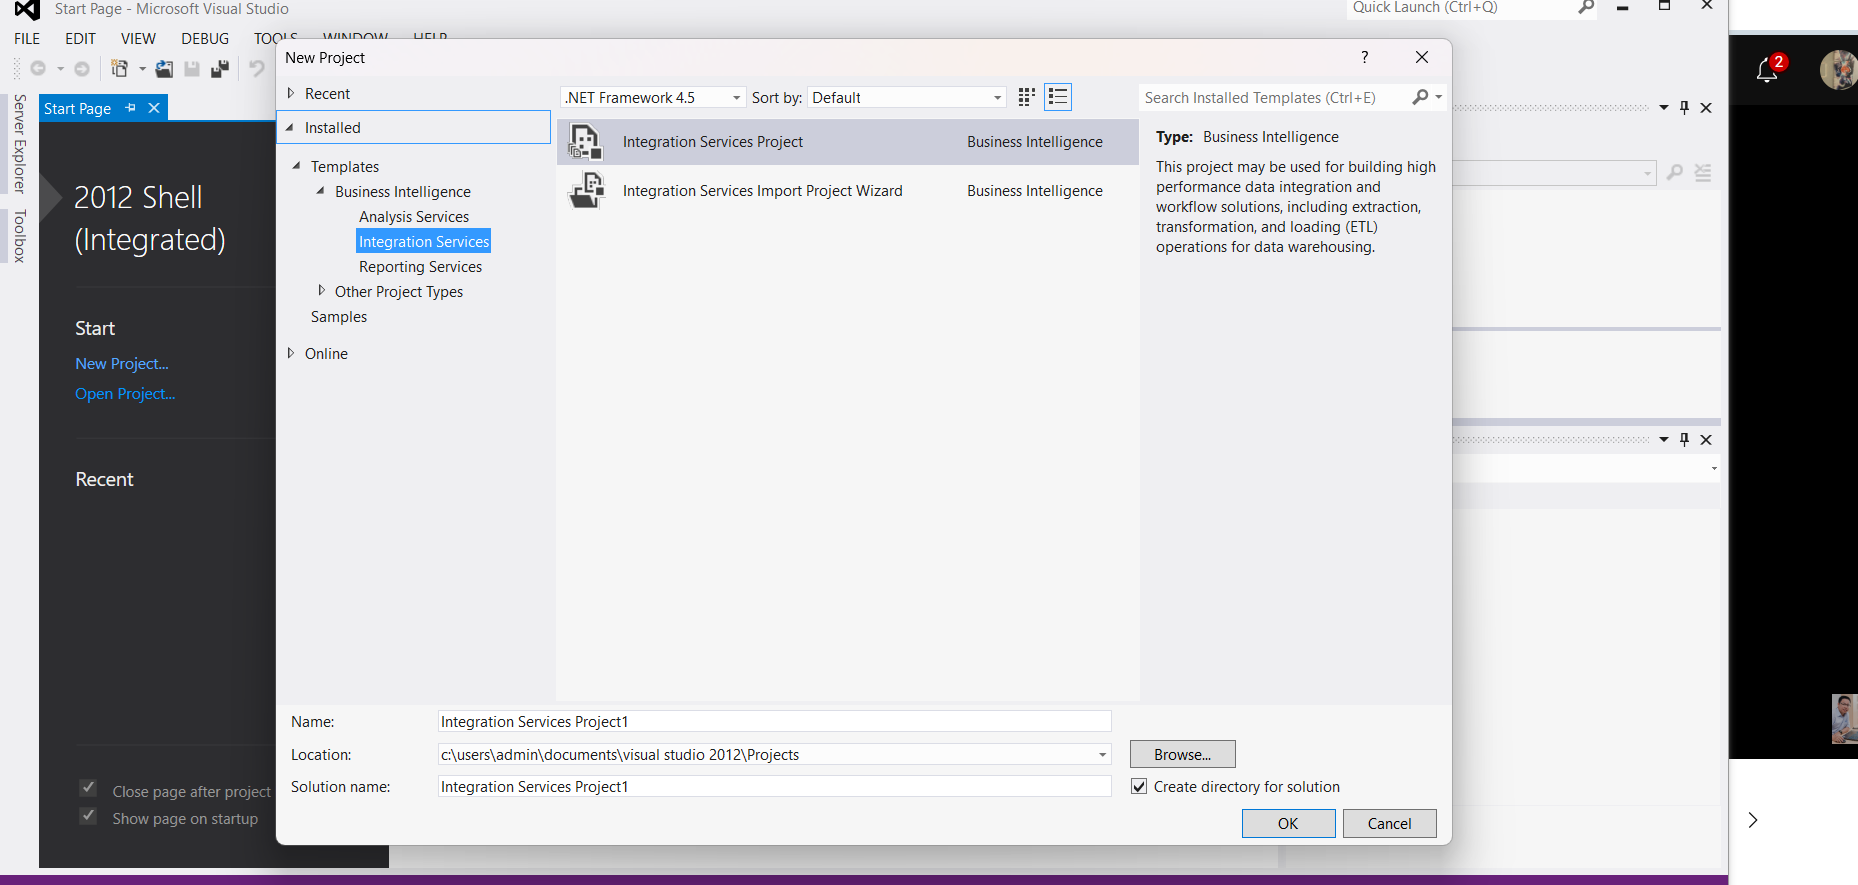 Start Page - Microsoft Visual Studio
Quick Launch (Ctrl+Q)
FILE EDIT VIEW DEBUG TOOLS WINDOW HELP
New Project
?
2
Server Explorer
Toolbox
Start Page
2012 Shell
(Integrated)
Start
New Project...
Open Project...
Recent
Close page after project
Show page on startup
Recent
Installed
Templates
Business Intelligence
Analysis Services
Integration Services
Reporting Services
Other Project Types
Samples
Online
.NET Framework 4.5 Sort by: Default
Search Installed Templates (Ctrl+E)
Integration Services Project Business Intelligence
Integration Services Import Project Wizard Business Intelligence
Type: Business Intelligence
This project may be used for building high
performance data integration and
workflow solutions, including extraction,
transformation, and loading (ETL)
operations for data warehousing.
Name: Integration Services Project1
Location: c:\users\admin\documents\visual studio 2012\Projects Browse...
Solution name: Integration Services Project1 Create directory for solution
OK Cancel